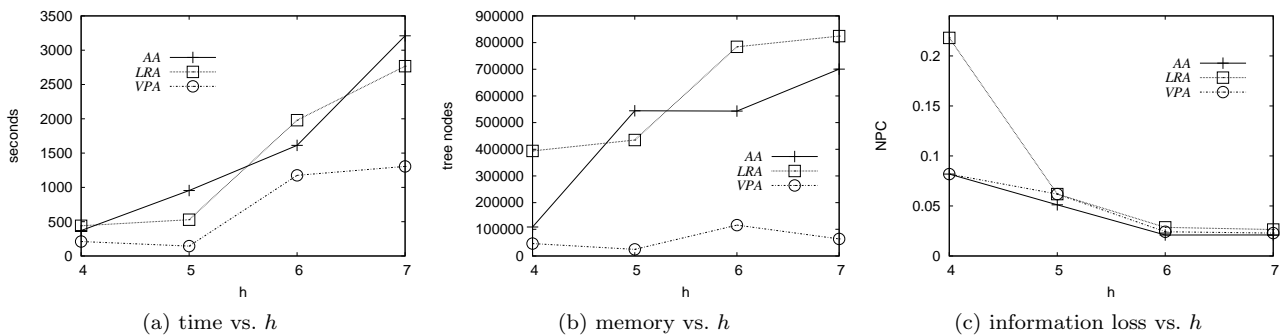 3500
3000
2500
2000
1500
1000
500
0
seconds
AA
LRA
VPA
4 5 6 7
h
(a) time vs. h
900000
800000
700000
600000
500000
400000
300000
200000
100000
0
tree nodes
AA
LRA
VPA
4 5 6 7
h
(b) memory vs. h
0.2
0.15
0.1
0.05
0
NPC
AA
LRA
VPA
4 5 6 7
h
(c) information loss vs. h